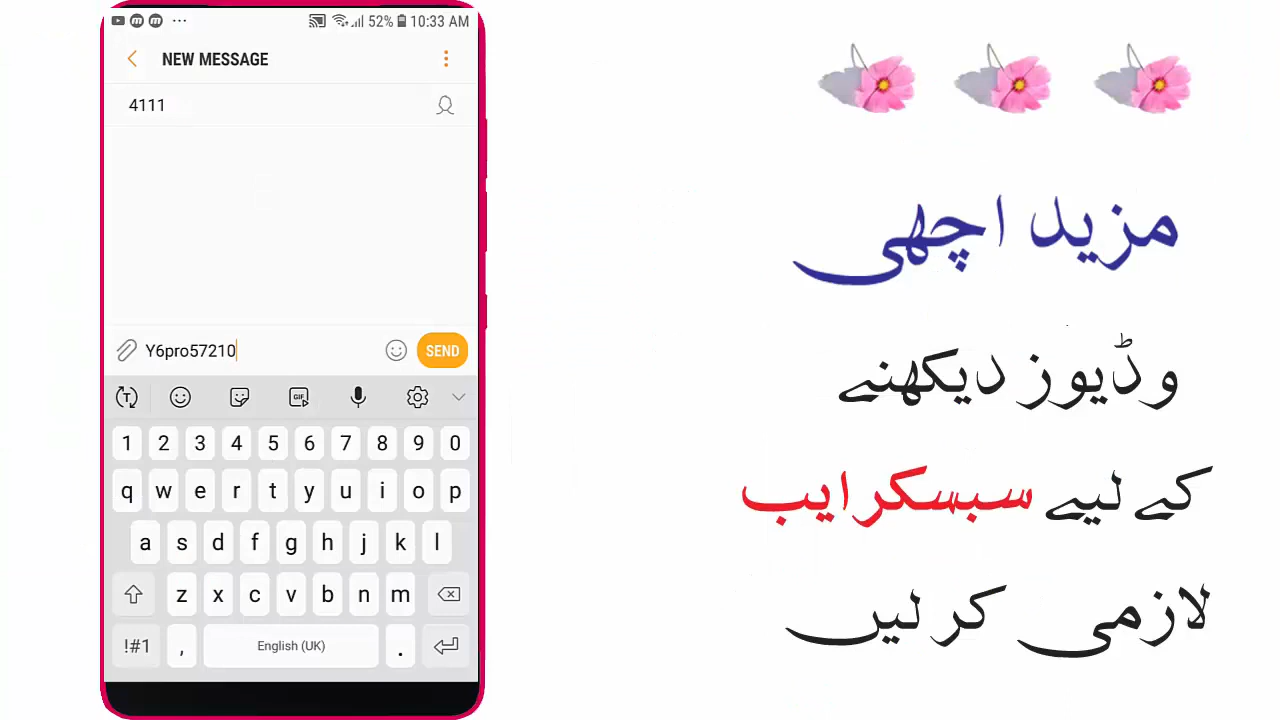 52% 10:33 AM
NEW MESSAGE
4111
Y6pro57210
SEND
GIF
1 2 3 4 5 6 7 8 9 0
q w e r t y u i o p
a s d f g h j k l
z x c v b n m
!#1 , English (UK) .
مزید اچھی
وڈیوز دیکھنے
کے لیے سبسکرایب
لازمی کر لیں